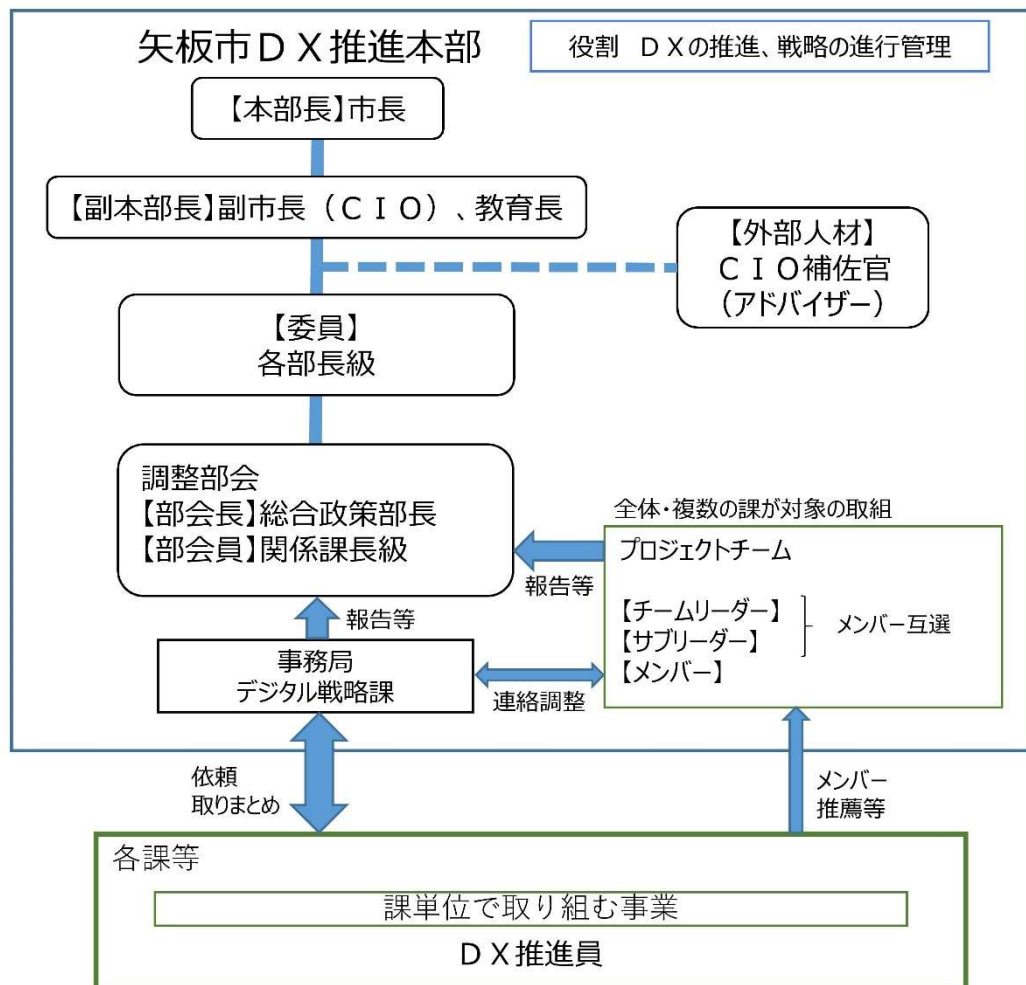 矢板市ＤＸ推進本部
役割　ＤＸの推進、戦略の進行管理
【本部長】市長
【副本部長】副市長（ＣＩＯ）、教育長
【外部人材】
ＣＩＯ補佐官
（アドバイザー）
【委員】
各部長級
調整部会
【部会長】総合政策部長
【部会員】関係課長級
全体・複数の課が対象の取組
プロジェクトチーム
【チームリーダー】
【サブリーダー】
【メンバー】
メンバー互選
報告等
報告等
事務局
デジタル戦略課
連絡調整
依頼
取りまとめ
メンバー
推薦等
各課等
課単位で取り組む事業
ＤＸ推進員